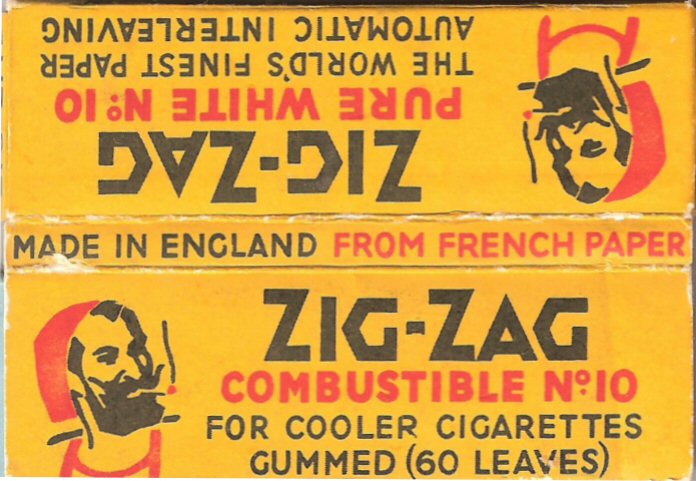 AUTOMATIC INTERLEAVING
THE WORLD'S FINEST PAPER
PURE WHITE Nº10
ZIG-ZAG
MADE IN ENGLAND FROM FRENCH PAPER
ZIG-ZAG
COMBUSTIBLE Nº10
FOR COOLER CIGARETTES
GUMMED (60 LEAVES)